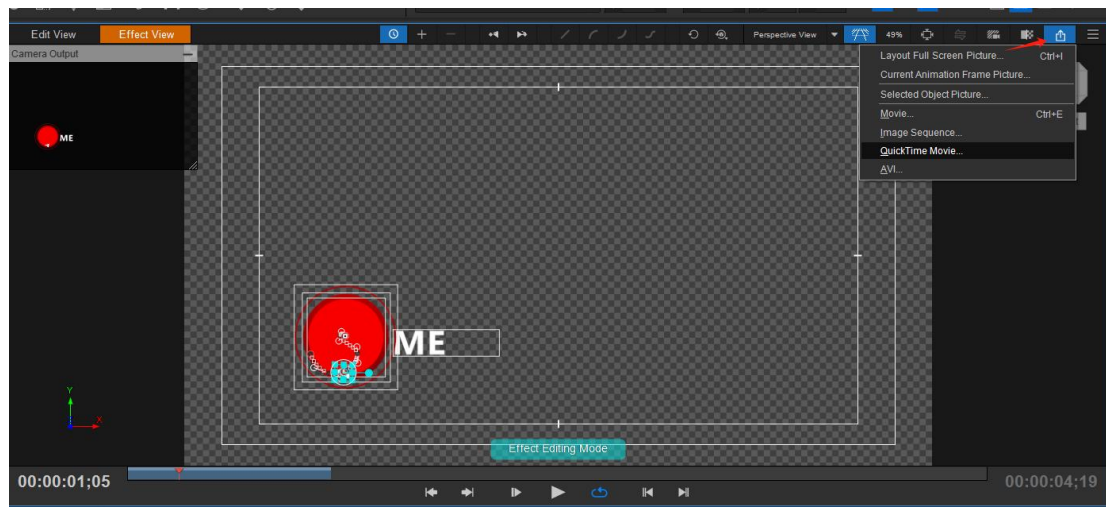 Edit View
Effect View
Perspective View
49%
Camera Output
ME
Layout Full Screen Picture... Ctrl+I
Current Animation Frame Picture...
Selected Object Picture...
Movie... Ctrl+E
Image Sequence...
QuickTime Movie...
AVI...
ME
Y
X
Effect Editing Mode
00:00:01;05
00:00:04;19